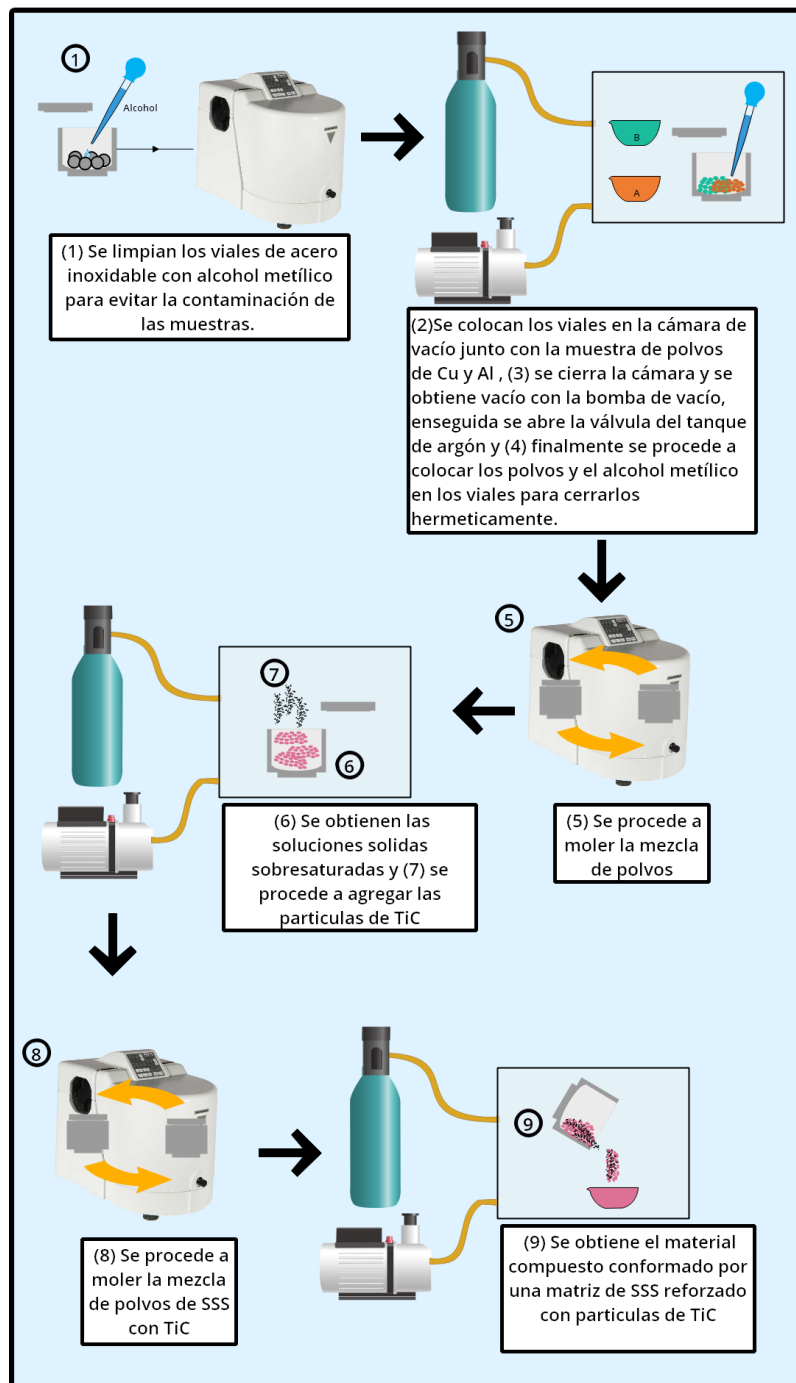 1
Alcohol
(1) Se limpian los viales de acero
inoxidable con alcohol metílico
para evitar la contaminación de
las muestras.
B
A
(2)Se colocan los viales en la cámara de
vacío junto con la muestra de polvos
de Cu y Al , (3) se cierra la cámara y se
obtiene vacío con la bomba de vacío,
enseguida se abre la válvula del tanque
de argón y (4) finalmente se procede a
colocar los polvos y el alcohol metílico
en los viales para cerrarlos
hermeticamente.
5
(5) Se procede a
moler la mezcla
de polvos
7
6
(6) Se obtienen las
soluciones solidas
sobresaturadas y (7) se
procede a agregar las
particulas de TiC
8
(8) Se procede a
moler la mezcla
de polvos de SSS
con TiC
9
(9) Se obtiene el material
compuesto conformado por
una matriz de SSS reforzado
con particulas de TiC